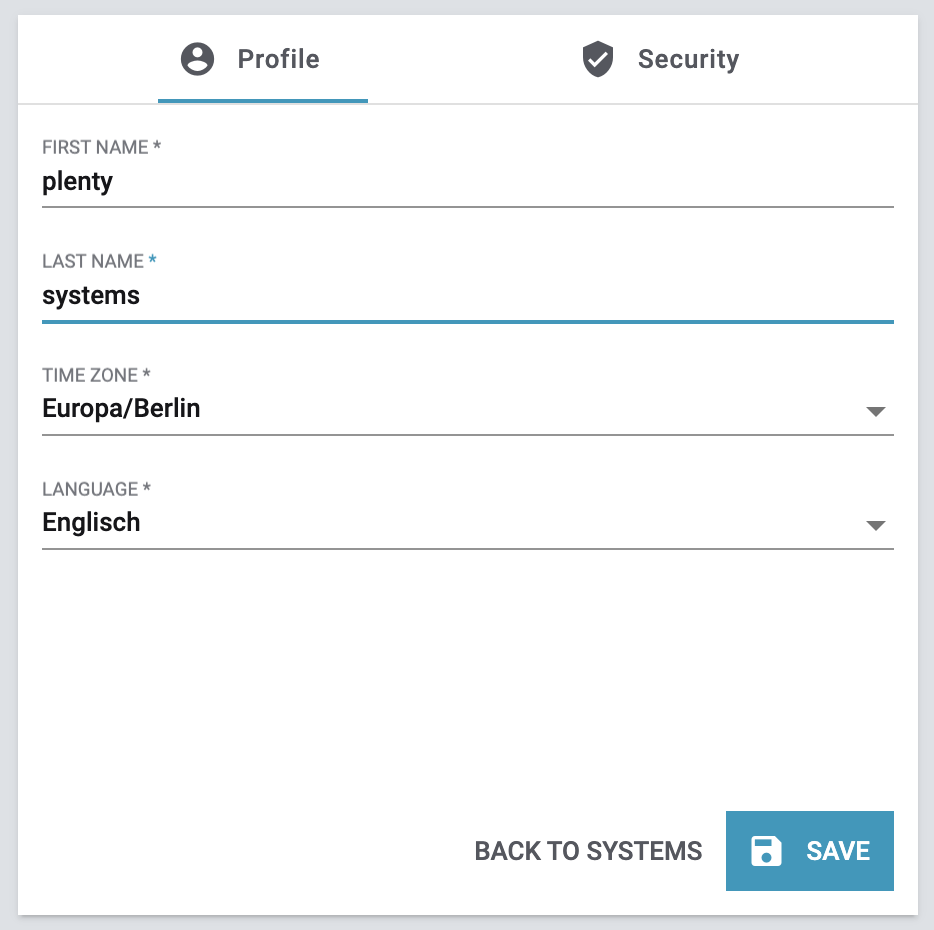 Profile Security
FIRST NAME *
plenty
LAST NAME *
systems
TIME ZONE *
Europa/Berlin
LANGUAGE *
Englisch
BACK TO SYSTEMS SAVE